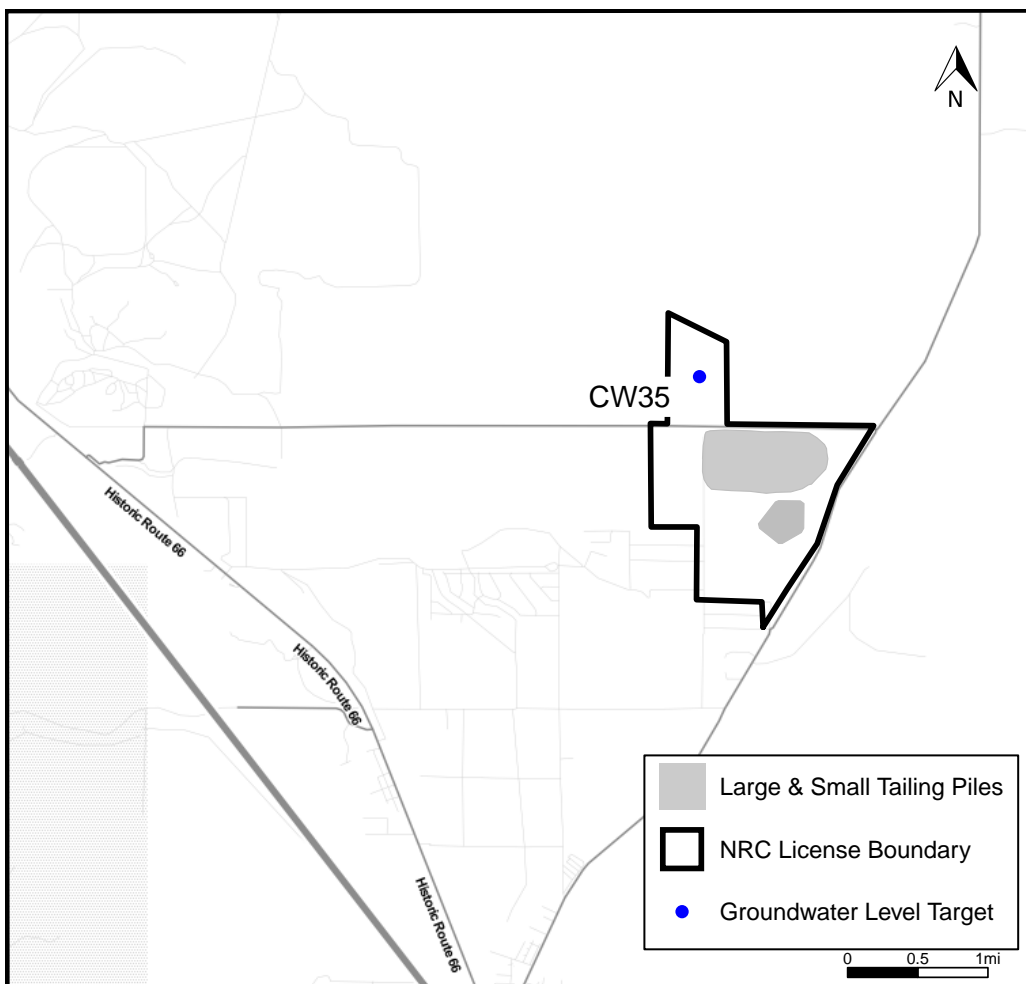 N
CW35
Historic Route 66
Historic Route 66
Historic Route 66
Large & Small Tailing Piles
NRC License Boundary
Groundwater Level Target
0 0.5 1mi